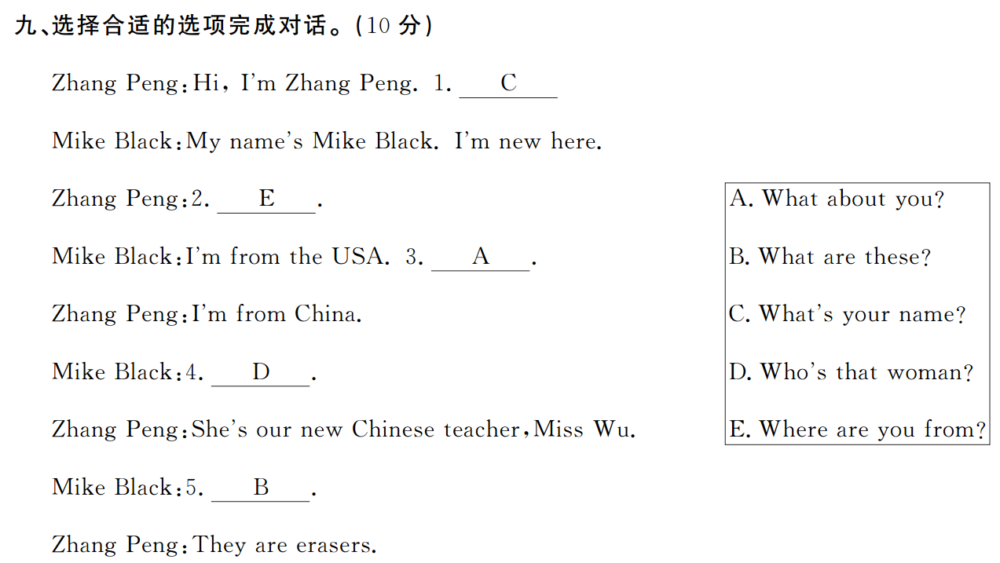 九、选择合适的选项完成对话。(10 分)
Zhang Peng:Hi, I'm Zhang Peng. 1. C
Mike Black:My name's Mike Black. I'm new here.
Zhang Peng:2. E .
Mike Black:I'm from the USA. 3. A .
Zhang Peng:I'm from China.
Mike Black:4. D .
Zhang Peng:She's our new Chinese teacher,Miss Wu.
Mike Black:5. B .
Zhang Peng:They are erasers.
A. What about you?
B. What are these?
C. What's your name?
D. Who's that woman?
E. Where are you from?